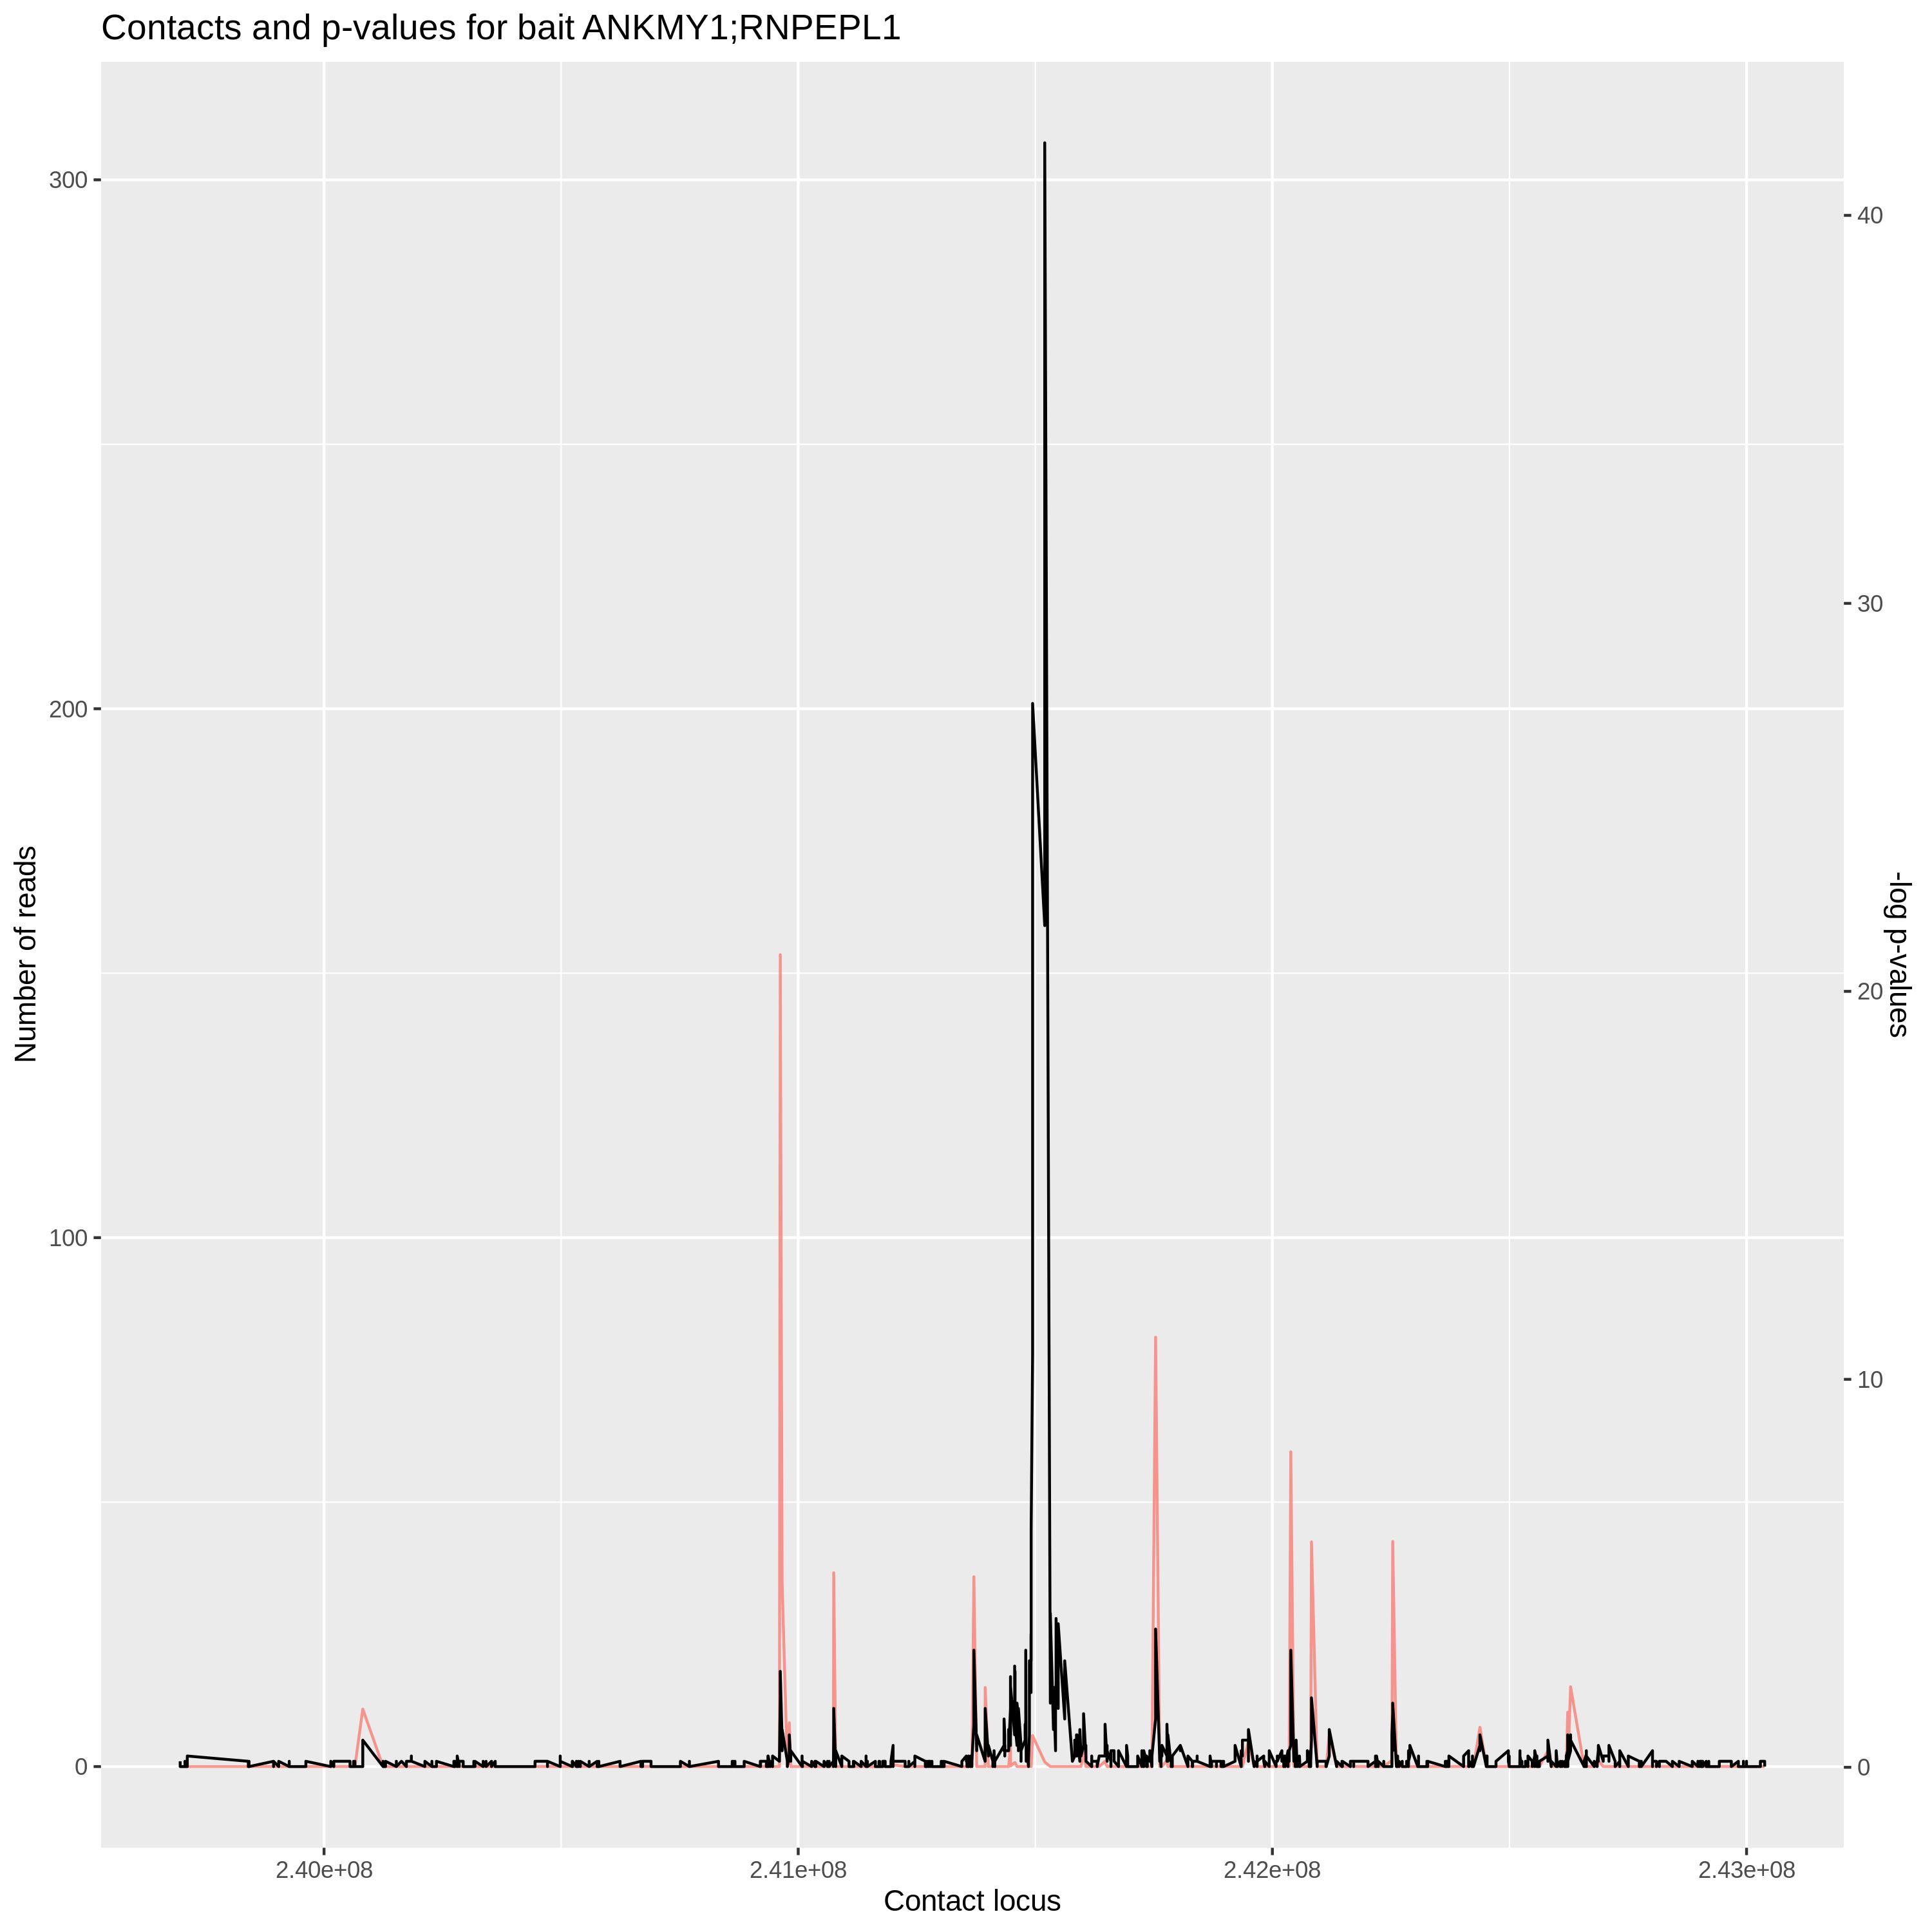 Contacts and p-values for bait ANKMY1;RNPEPL1
300
200
100
0
Number of reads
40
30
20
10
0
-log p-values
2.40e+08
2.41e+08
2.42e+08
2.43e+08
Contact locus